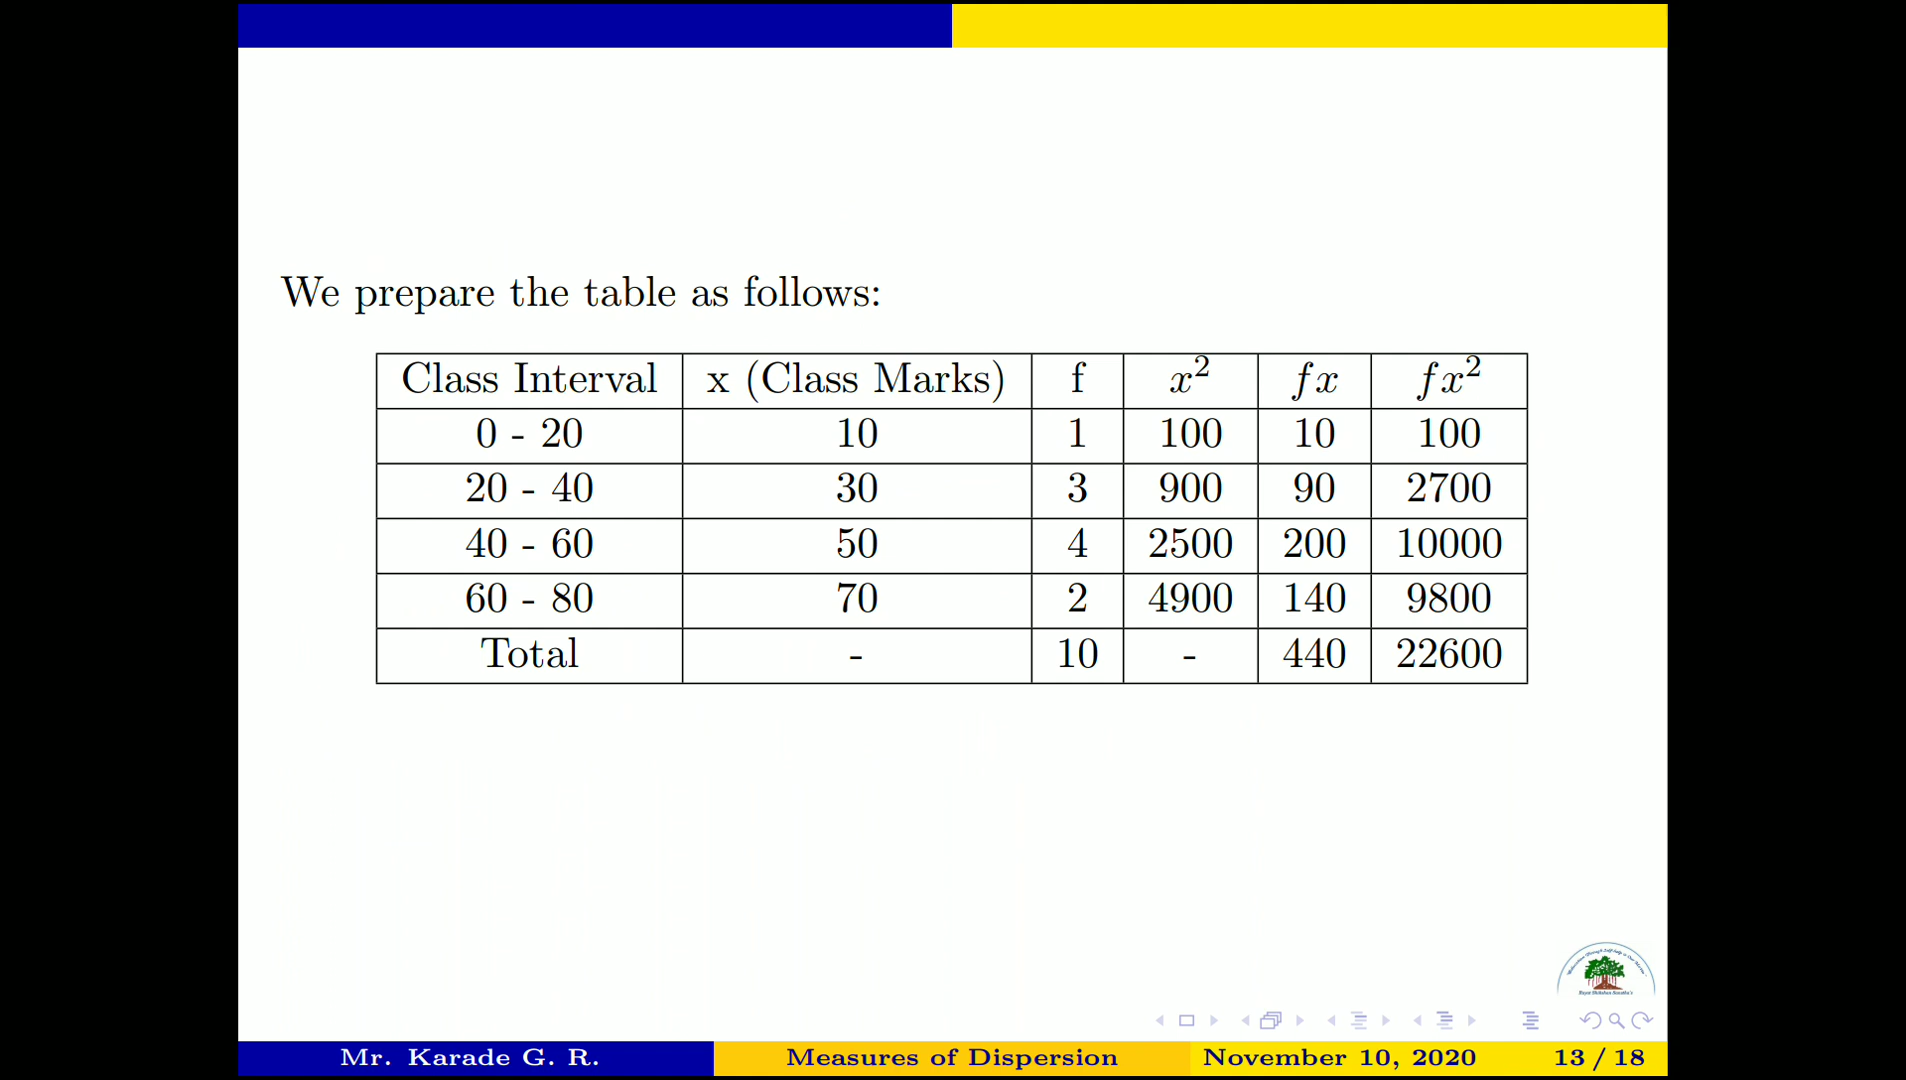 We prepare the table as follows:
Class Interval x (Class Marks) f x² fx fx²
0 - 20 10 1 100 10 100
20 - 40 30 3 900 90 2700
40 - 60 50 4 2500 200 10000
60 - 80 70 2 4900 140 9800
Total - 10 - 440 22600
Mr. Karade G. R. Measures of Dispersion November 10, 2020 13 / 18